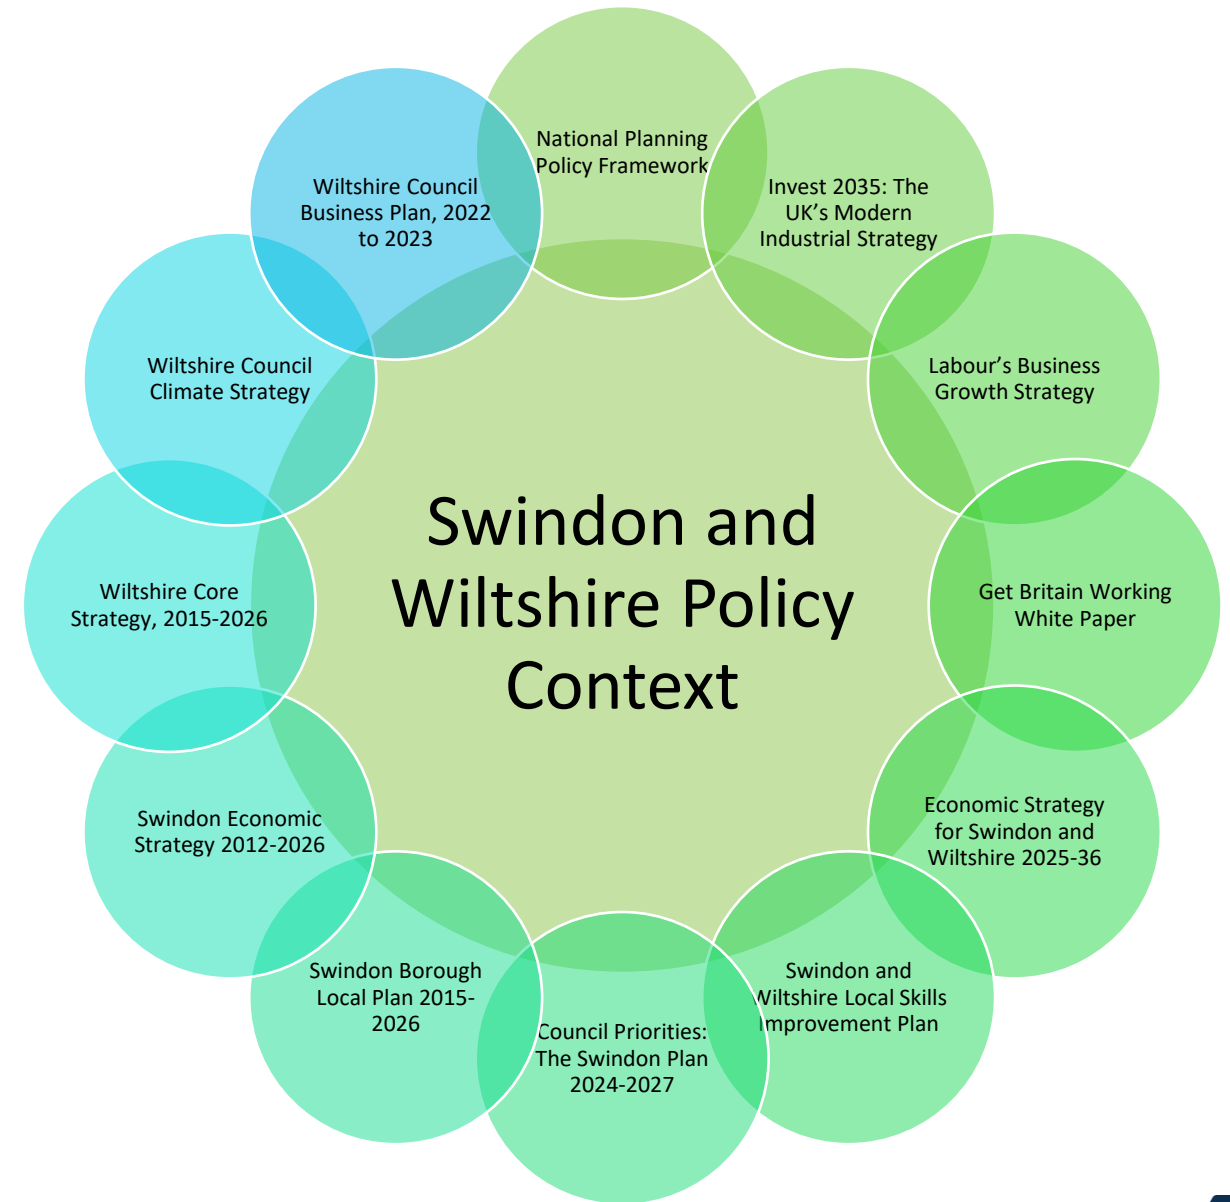 National Planning
Policy Framework
Invest 2035: The
UK’s Modern
Industrial Strategy
Labour’s Business
Growth Strategy
Get Britain Working
White Paper
Economic Strategy
for Swindon and
Wiltshire 2025-36
Swindon and
Wiltshire Local Skills
Improvement Plan
Council Priorities:
The Swindon Plan
2024-2027
Swindon Borough
Local Plan 2015-
2026
Swindon Economic
Strategy 2012-2026
Wiltshire Core
Strategy, 2015-2026
Wiltshire Council
Climate Strategy
Wiltshire Council
Business Plan, 2022
to 2023
Swindon and
Wiltshire Policy
Context